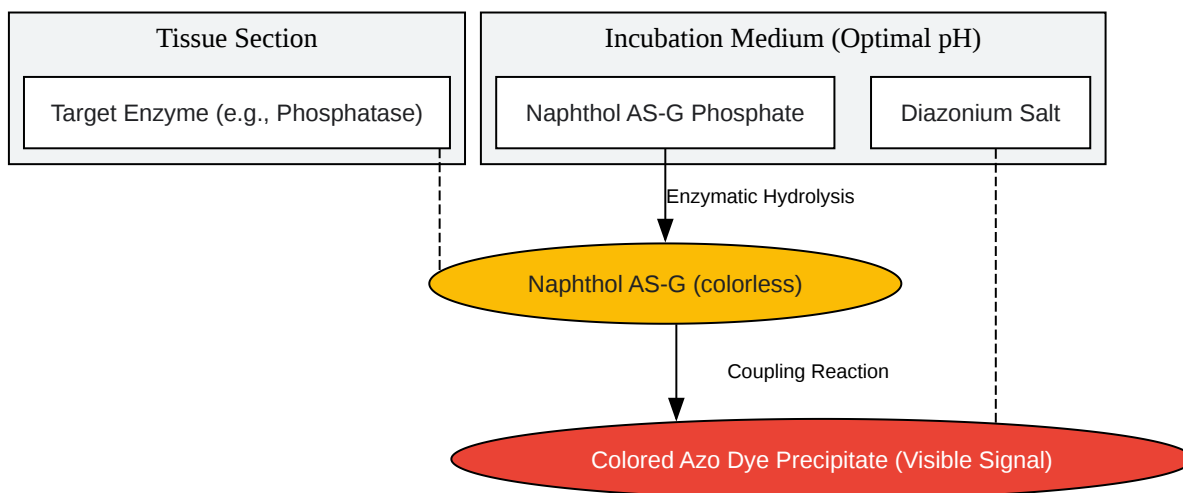 Tissue Section
Incubation Medium (Optimal pH)
Target Enzyme (e.g., Phosphatase)
Naphthol AS-G Phosphate
Diazonium Salt
Enzymatic Hydrolysis
Naphthol AS-G (colorless)
Coupling Reaction
Colored Azo Dye Precipitate (Visible Signal)